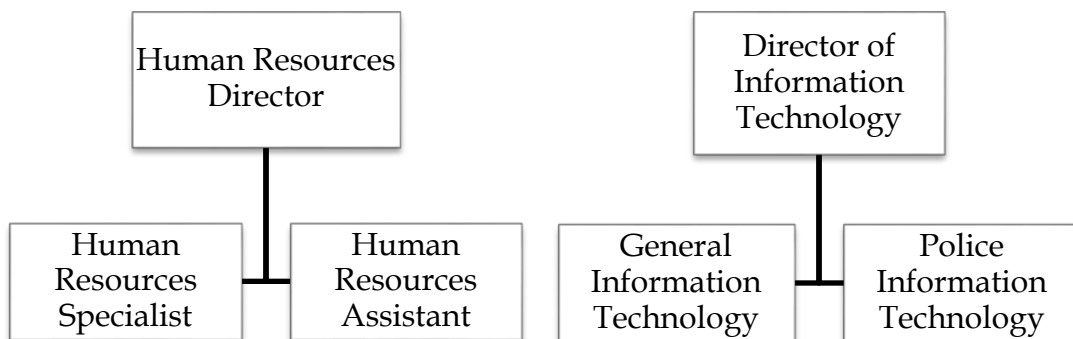 Human Resources
Director
Director of
Information
Technology
Human
Resources
Specialist
Human
Resources
Assistant
General
Information
Technology
Police
Information
Technology